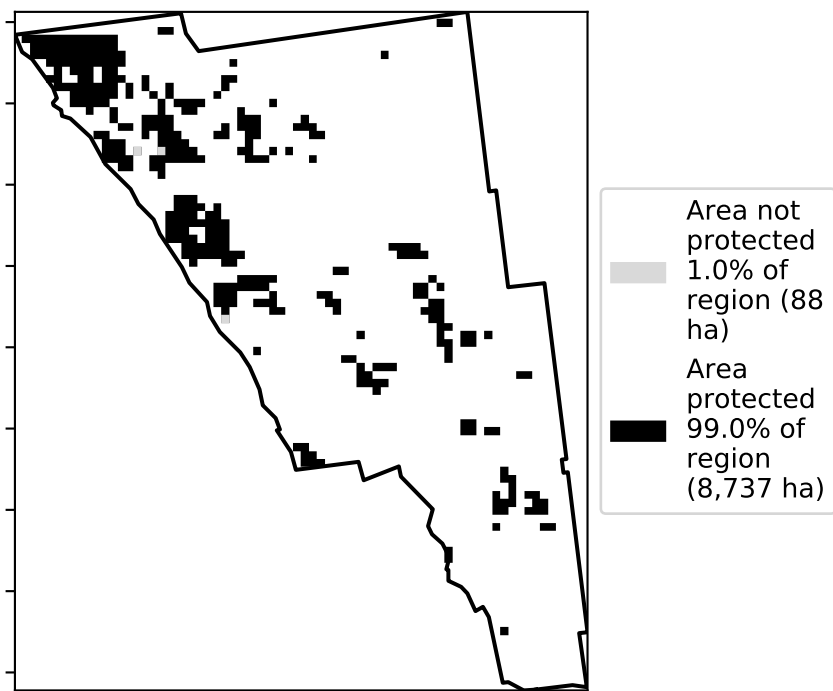 Area not
protected
1.0% of
region (88
ha)
Area
protected
99.0% of
region
(8,737 ha)